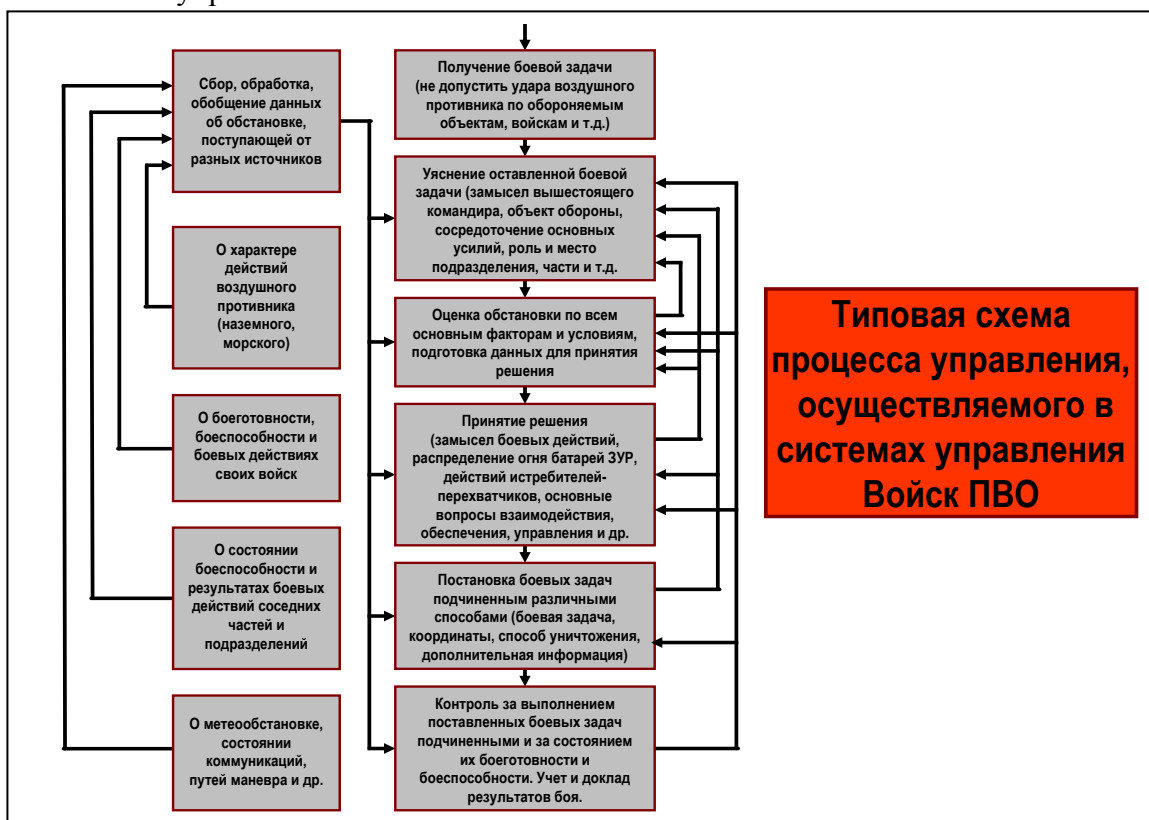 Сбор, обработка,
обобщение данных
об обстановке,
поступающей от
разных источников
О характере
действий
воздушного
противника
(наземного,
морского)
О боеготовности,
боеспособности и
боевых действиях
своих войск
О состоянии
боеспособности и
результатах боевых
действий соседних
частей и
подразделений
О метеообстановке,
состоянии
коммуникаций,
путей маневра и др.
Получение боевой задачи
(не допустить удара воздушного
противника по обороняемым
объектам, войскам и т.д.)
Уяснение оставленной боевой
задачи (замысел вышестоящего
командира, объект обороны,
сосредоточение основных
усилий, роль и место
подразделения, части и т.д.
Оценка обстановки по всем
основным факторам и условиям,
подготовка данных для принятия
решения
Принятие решения
(замысел боевых действий,
распределение огня батарей ЗУР,
действий истребителей-
перехватчиков, основные
вопросы взаимодействия,
обеспечения, управления и др.
Постановка боевых задач
подчиненным различными
способами (боевая задача,
координаты, способ уничтожения,
дополнительная информация)
Контроль за выполнением
поставленных боевых задач
подчиненными и за состоянием
их боеготовности и
боеспособности. Учет и доклад
результатов боя.
Типовая схема
процесса управления,
осуществляемого в
системах управления
Войск ПВО